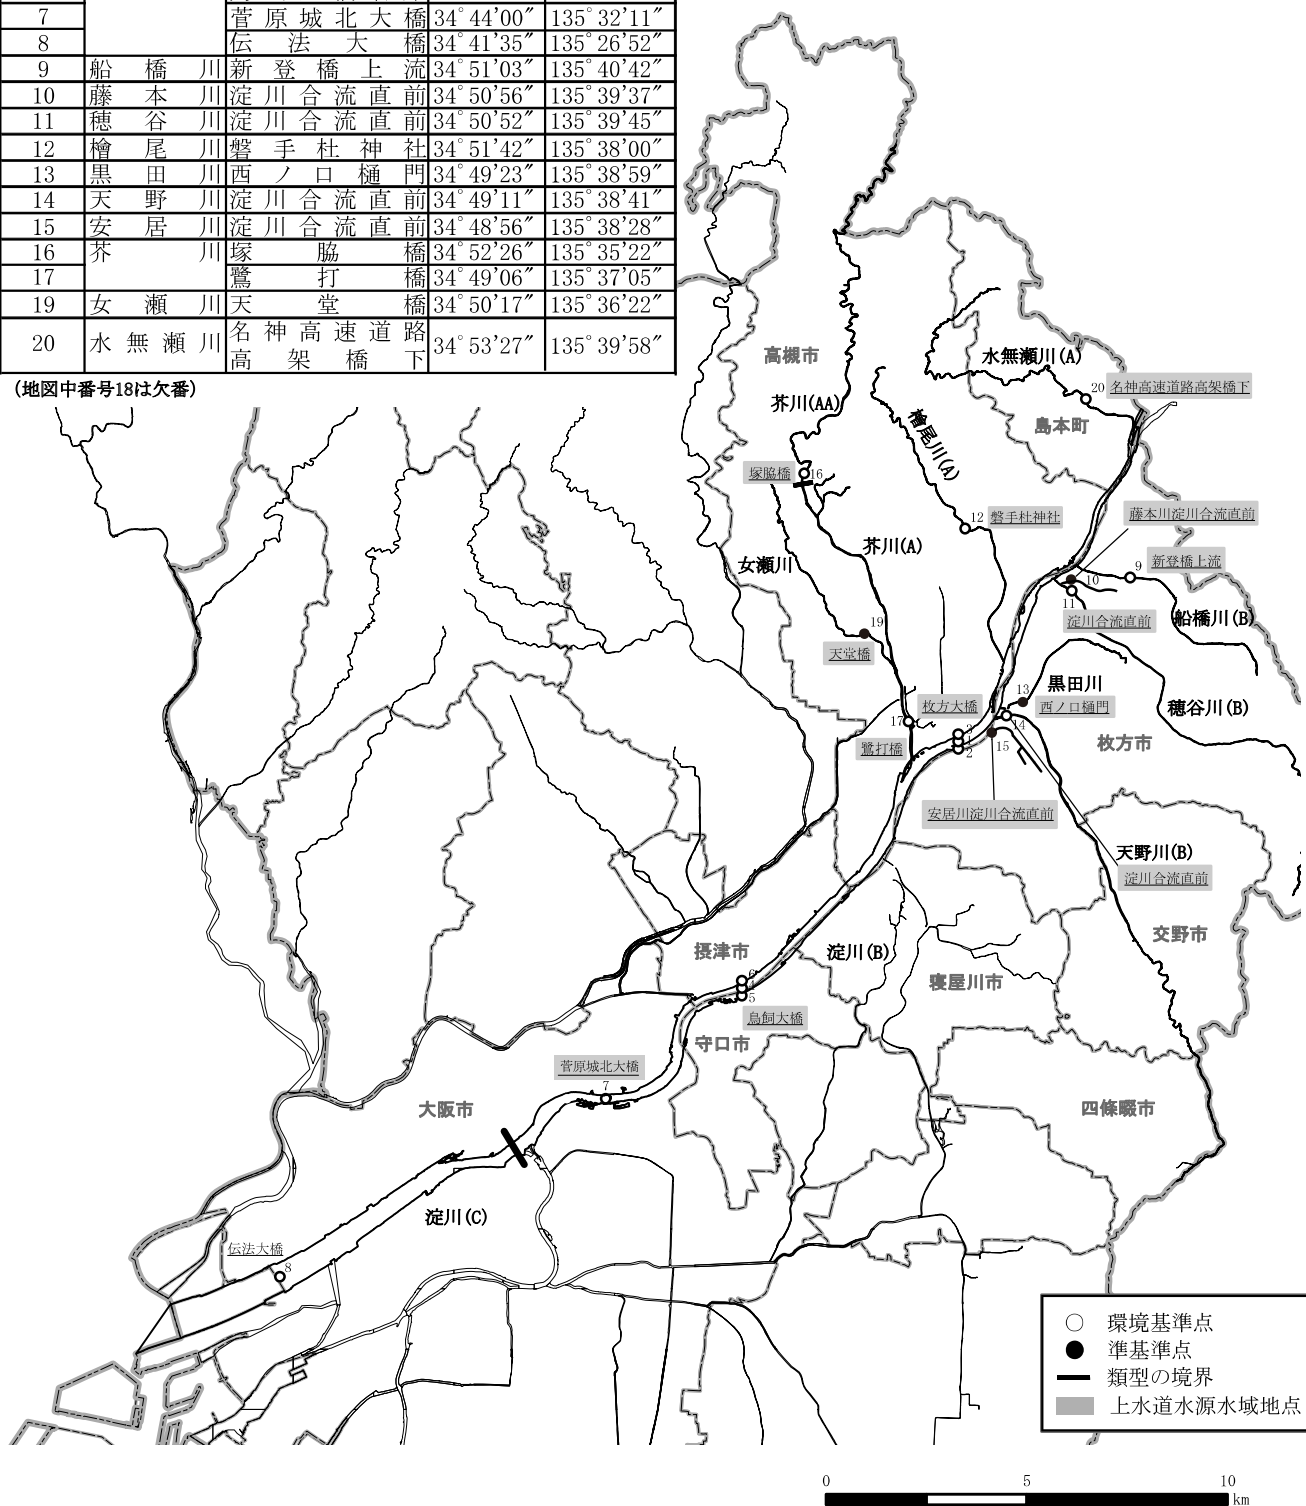 7 菅原城北大橋 34°44′00″ 135°32′11″
8 伝法大橋 34°41′35″ 135°26′52″
9 船橋川 新登橋上流 34°51′03″ 135°40′42″
10 藤本川 淀川合流直前 34°50′56″ 135°39′37″
11 穂谷川 淀川合流直前 34°50′52″ 135°39′45″
12 檜尾川 磐手杜神社 34°51′42″ 135°38′00″
13 黒田川 西ノ口樋門 34°49′23″ 135°38′59″
14 天野川 淀川合流直前 34°49′11″ 135°38′41″
15 安居川 淀川合流直前 34°48′56″ 135°38′28″
16 芥川 塚脇橋 34°52′26″ 135°35′22″
17 鷺打橋 34°49′06″ 135°37′05″
19 女瀬川 天堂橋 34°50′17″ 135°36′22″
20 水無瀬川 名神高速道路高架橋下 34°53′27″ 135°39′58″
(地図中番号18は欠番)
高槻市
水無瀬川(A)
20
名神高速道路高架橋下
芥川(AA)
檜尾川(A)
島本町
塚脇橋
16
12
磐手杜神社
藤本川淀川合流直前
芥川(A)
女瀬川
9
新登橋上流
10
11
淀川合流直前
船橋川(B)
19
天堂橋
黒田川
13
西ノ口樋門
穂谷川(B)
枚方大橋
17
鷺打橋
3
2
14
15
枚方市
安居川淀川合流直前
天野川(B)
淀川合流直前
交野市
摂津市
淀川(B)
寝屋川市
6
5
鳥飼大橋
守口市
菅原城北大橋
7
大阪市
四條畷市
淀川(C)
伝法大橋
8
環境基準点
準基準点
類型の境界
上水道水源水域地点
0 5 10
km